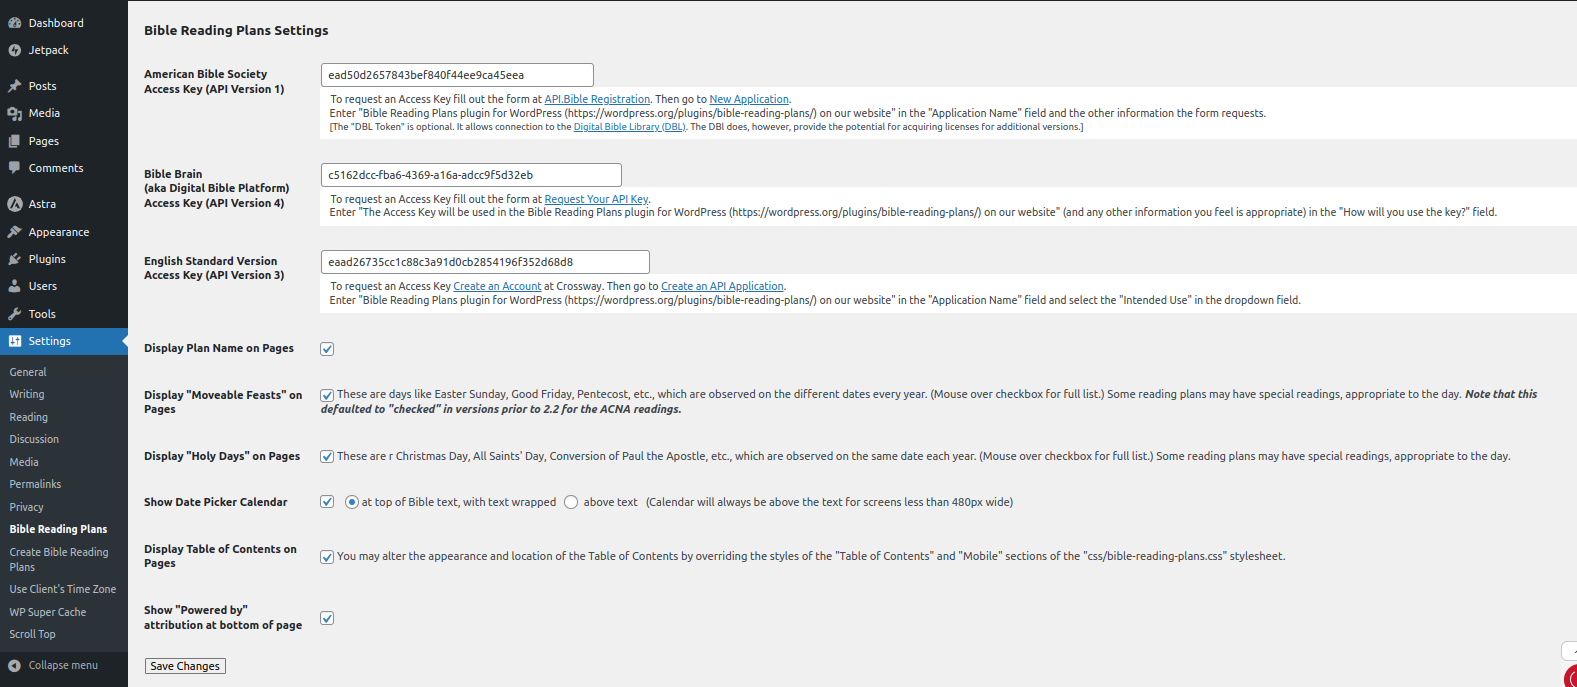 Dashboard
Jetpack
Posts
Media
Pages
Comments
Astra
Appearance
Plugins
Users
Tools
Settings
General
Writing
Reading
Discussion
Media
Permalinks
Privacy
Bible Reading Plans
Create Bible Reading
Plans
Use Client's Time Zone
WP Super Cache
Scroll Top
Collapse menu
Bible Reading Plans Settings
American Bible Society
Access Key (API Version 1)
ead50d2657843bef840f44ee9ca45eea
To request an Access Key fill out the form at API.Bible Registration. Then go to New Application.
Enter "Bible Reading Plans plugin for WordPress (https://wordpress.org/plugins/bible-reading-plans/) on our website" in the "Application Name" field and the other information the form requests.
[The "DBL Token" is optional. It allows connection to the Digital Bible Library (DBL). The DBl does, however, provide the potential for acquiring licenses for additional versions.]
Bible Brain
(aka Digital Bible Platform)
Access Key (API Version 4)
c5162dcc-fba6-4369-a16a-adcc9f5d32eb
To request an Access Key fill out the form at Request Your API Key.
Enter "The Access Key will be used in the Bible Reading Plans plugin for WordPress (https://wordpress.org/plugins/bible-reading-plans/) on our website" (and any other information you feel is appropriate) in the "How will you use the key?" field.
English Standard Version
Access Key (API Version 3)
eaad26735cc1c88c3a91d0cb2854196f352d68d8
To request an Access Key Create an Account at Crossway. Then go to Create an API Application.
Enter "Bible Reading Plans plugin for WordPress (https://wordpress.org/plugins/bible-reading-plans/) on our website" in the "Application Name" field and select the "Intended Use" in the dropdown field.
Display Plan Name on Pages
Display "Moveable Feasts" on
Pages
These are days like Easter Sunday, Good Friday, Pentecost, etc., which are observed on the different dates every year. (Mouse over checkbox for full list.) Some reading plans may have special readings, appropriate to the day. Note that this
defaulted to "checked" in versions prior to 2.2 for the ACNA readings.
Display "Holy Days" on Pages
These are r Christmas Day, All Saints' Day, Conversion of Paul the Apostle, etc., which are observed on the same date each year. (Mouse over checkbox for full list.) Some reading plans may have special readings, appropriate to the day.
Show Date Picker Calendar
at top of Bible text, with text wrapped above text (Calendar will always be above the text for screens less than 480px wide)
Display Table of Contents on
Pages
You may alter the appearance and location of the Table of Contents by overriding the styles of the "Table of Contents" and "Mobile" sections of the "css/bible-reading-plans.css" stylesheet.
Show "Powered by"
attribution at bottom of page
Save Changes